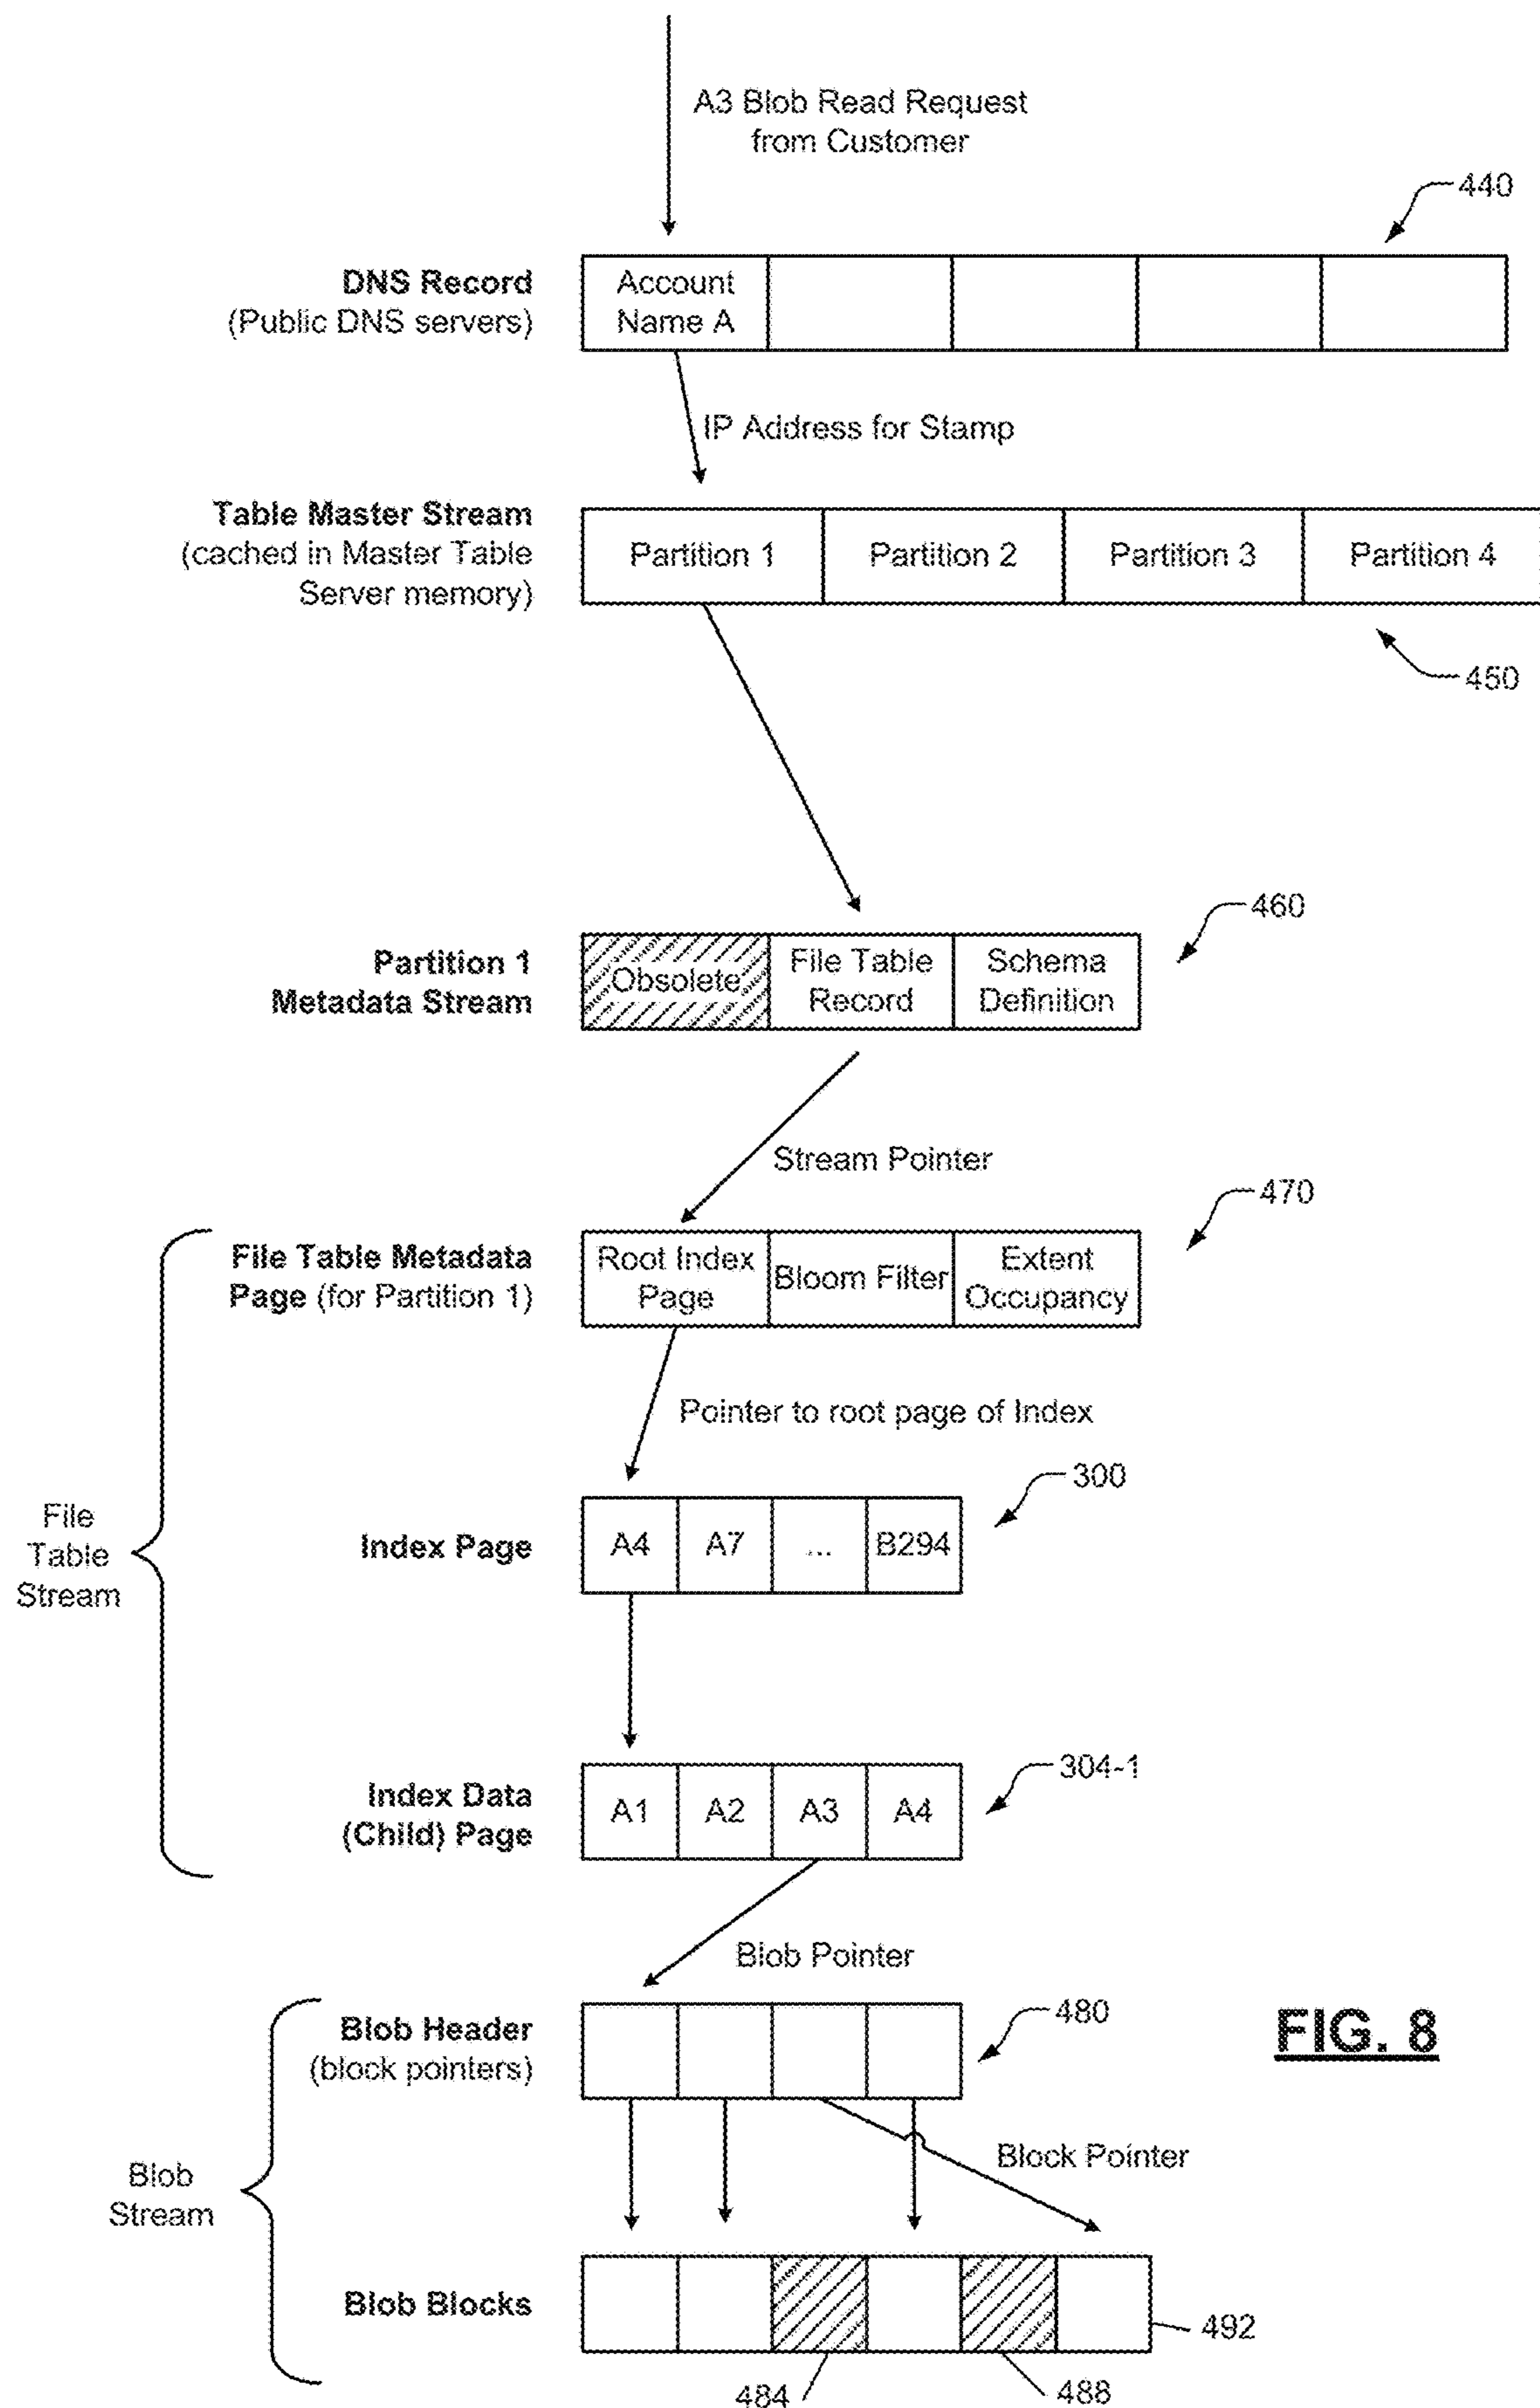 A3 Blob Read Request
from Customer
440
DNS Record
(Public DNS servers)
Account
Name A
IP Address for Stamp
Table Master Stream
(cached in Master Table
Server memory)
Partition 1
Partition 2
Partition 3
Partition 4
450
460
Partition 1
Metadata Stream
Obsolete
File Table
Record
Schema
Definition
Stream Pointer
470
File Table Metadata
Page (for Partition 1)
Root Index
Page
Bloom Filter
Extent
Occupancy
Pointer to root page of Index
300
File
Table
Stream
Index Page
A4
A7
...
B294
304-1
Index Data
(Child) Page
A1
A2
A3
A4
Blob Pointer
Blob Header
(block pointers)
480
FIG. 8
Block Pointer
Blob
Stream
Blob Blocks
492
484
488